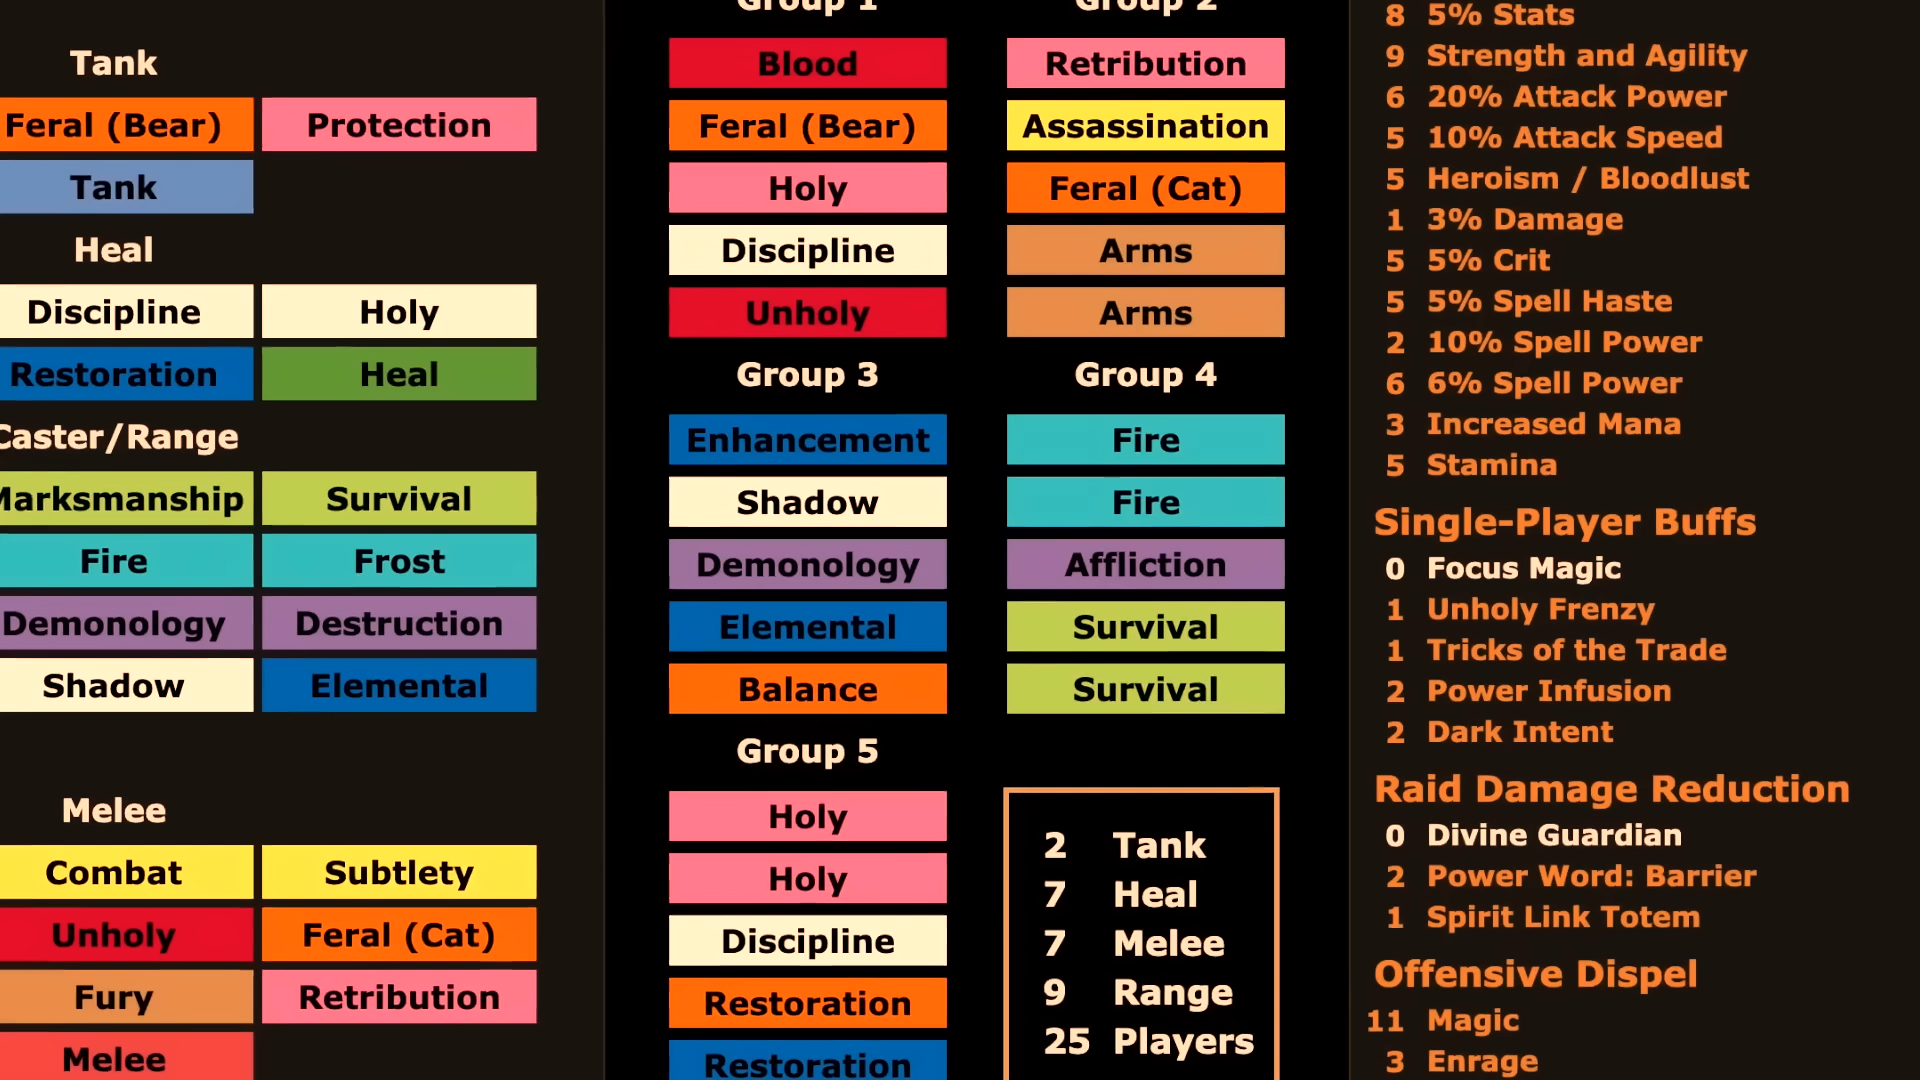 Tank
Feral (Bear) Protection
Tank
Heal
Discipline Holy
Restoration Heal
Caster/Range
Marksmanship Survival
Fire Frost
Demonology Destruction
Shadow Elemental
Melee
Combat Subtlety
Unholy Feral (Cat)
Fury Retribution
Melee
Group 1
Blood
Feral (Bear)
Holy
Discipline
Unholy
Group 2
Retribution
Assassination
Feral (Cat)
Arms
Arms
Group 3
Enhancement
Shadow
Demonology
Elemental
Balance
Group 4
Fire
Fire
Affliction
Survival
Survival
Group 5
Holy
Holy
Discipline
Restoration
Restoration
2 Tank
7 Heal
7 Melee
9 Range
25 Players
8 5% Stats
9 Strength and Agility
6 20% Attack Power
5 10% Attack Speed
5 Heroism / Bloodlust
1 3% Damage
5 5% Crit
5 5% Spell Haste
2 10% Spell Power
6 6% Spell Power
3 Increased Mana
5 Stamina
Single-Player Buffs
0 Focus Magic
1 Unholy Frenzy
1 Tricks of the Trade
2 Power Infusion
2 Dark Intent
Raid Damage Reduction
0 Divine Guardian
2 Power Word: Barrier
1 Spirit Link Totem
Offensive Dispel
11 Magic
3 Enrage